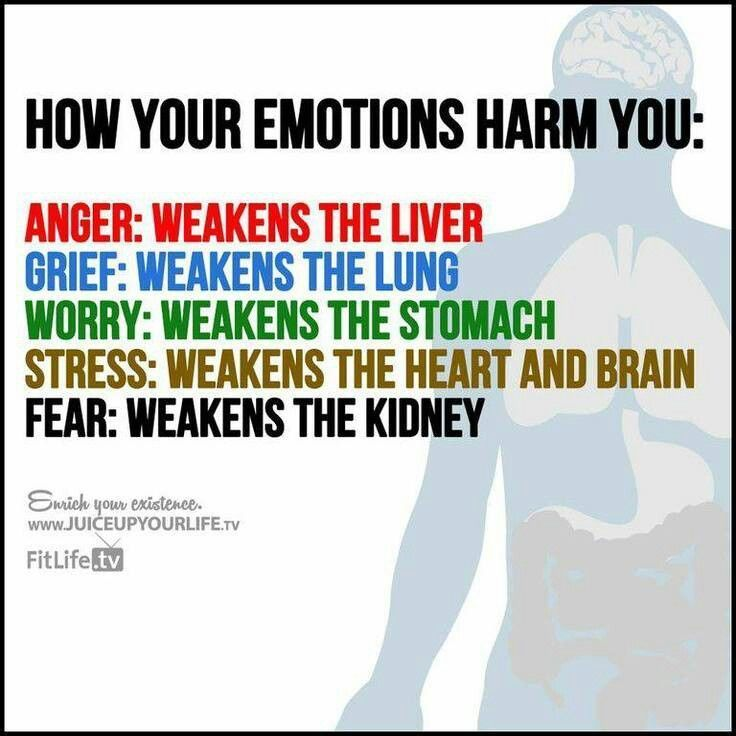 HOW YOUR EMOTIONS HARM YOU:
ANGER: WEAKENS THE LIVER
GRIEF: WEAKENS THE LUNG
WORRY: WEAKENS THE STOMACH
STRESS: WEAKENS THE HEART AND BRAIN
FEAR: WEAKENS THE KIDNEY
Enrich your existence.
www.JUICEUPYOURLIFE.TV
FitLife.tv